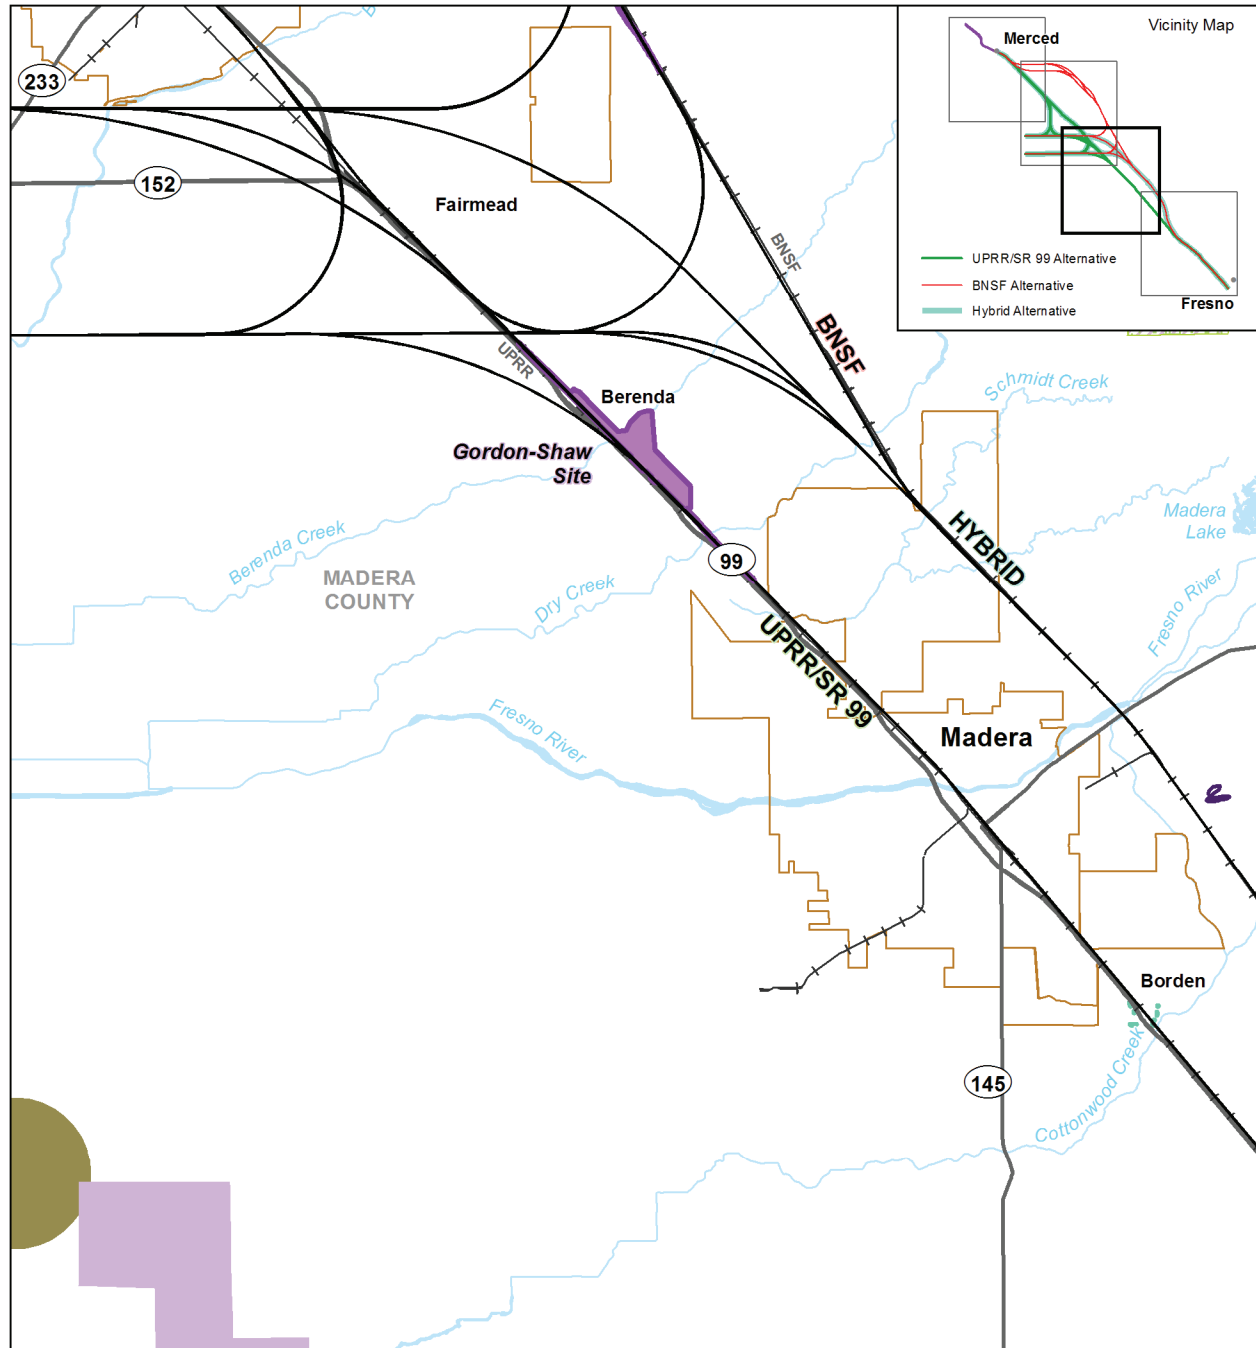 Vicinity Map
Merced
Fresno
UPRR/SR 99 Alternative
BNSF Alternative
Hybrid Alternative
233
152
Fairmead
BNSF
BNSF
UPRR
Berenda
Gordon-Shaw
Site
Schmidt Creek
Madera
Lake
Berenda Creek
MADERA
COUNTY
Dry Creek
99
HYBRID
Fresno River
UPRR/SR 99
Fresno River
Madera
Borden
145
Cottonwood Creek